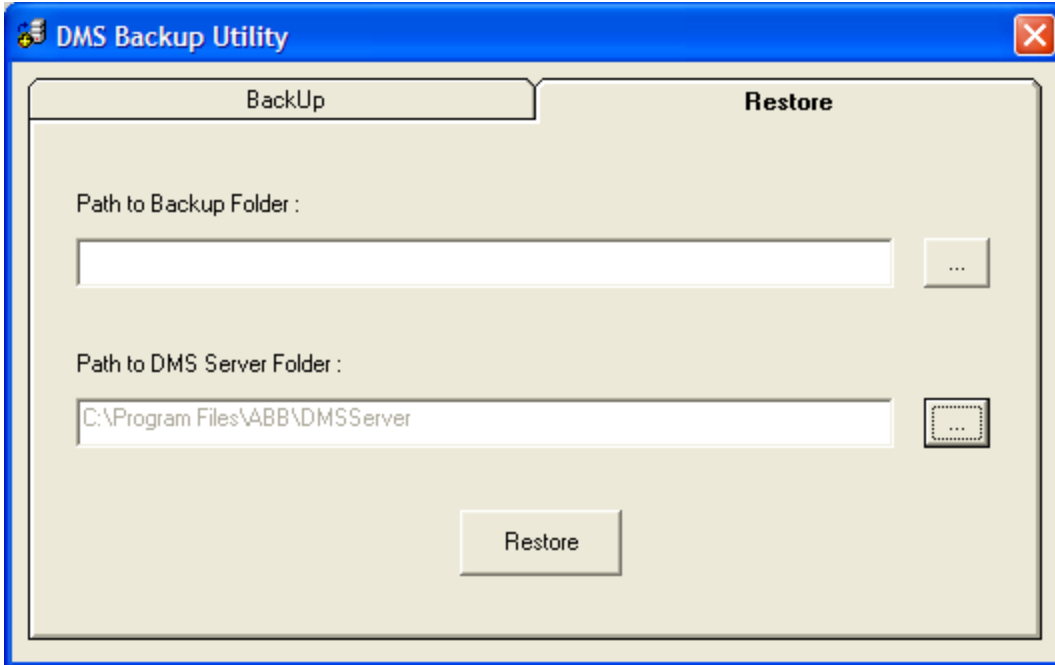 DMS Backup Utility
BackUp Restore
Path to Backup Folder :
...
Path to DMS Server Folder :
C:\Program Files\ABB\DMSServer ...
Restore